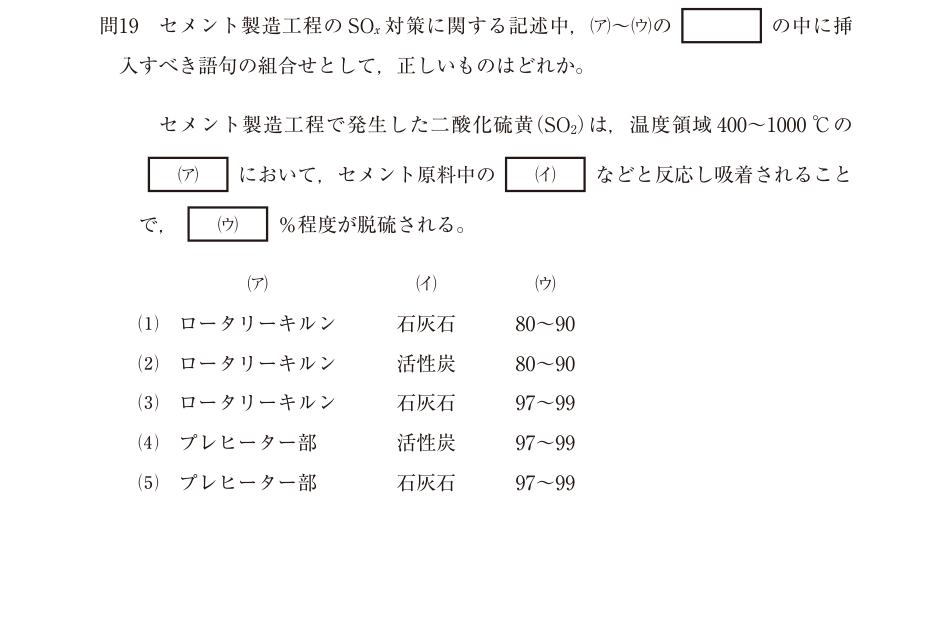 問19 セメント製造工程の SOx 対策に関する記述中，㈦〜㈰の の中に挿
入すべき語句の組合せとして，正しいものはどれか。
セメント製造工程で発生した二酸化硫黄(SO₂)は，温度領域 400〜1000 ℃の
(ア) において，セメント原料中の (イ) などと反応し吸着されること
で， (ウ) %程度が脱硫される。
(ア) (イ) (ウ)
(1) ロータリーキルン 石灰石 80〜90
(2) ロータリーキルン 活性炭 80〜90
(3) ロータリーキルン 石灰石 97〜99
(4) プレヒーター部 活性炭 97〜99
(5) プレヒーター部 石灰石 97〜99